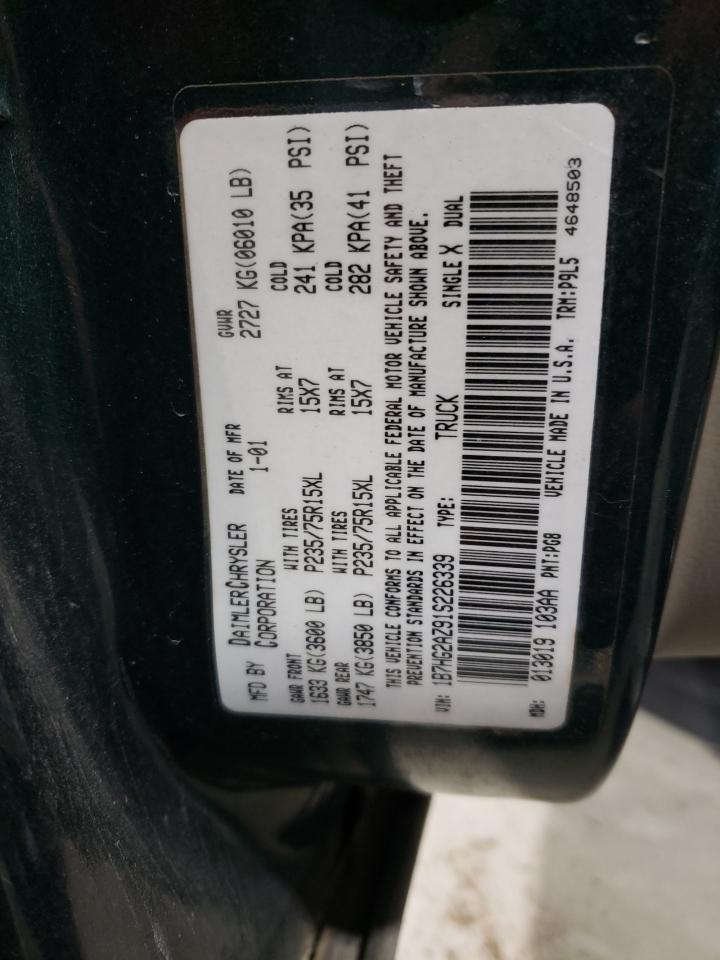 MFD BY DAIMLERCHRYSLER CORPORATION DATE OF MFR 1-01 GVWR 2727 KG(06010 LB)
GAWR FRONT WITH TIRES RIMS AT COLD
1633 KG(3600 LB) P235/75R15XL 15X7 241 KPA(35 PSI)
GAWR REAR WITH TIRES RIMS AT COLD
1747 KG(3850 LB) P235/75R15XL 15X7 282 KPA(41 PSI)
THIS VEHICLE CONFORMS TO ALL APPLICABLE FEDERAL MOTOR VEHICLE SAFETY AND THEFT
PREVENTION STANDARDS IN EFFECT ON THE DATE OF MANUFACTURE SHOWN ABOVE.
VIN: 1B7HG2AZ91S226339 TYPE: TRUCK SINGLE X DUAL
MDH: 013019 103AA PNT:PG8 VEHICLE MADE IN U.S.A. TRM:P9L5 4648503